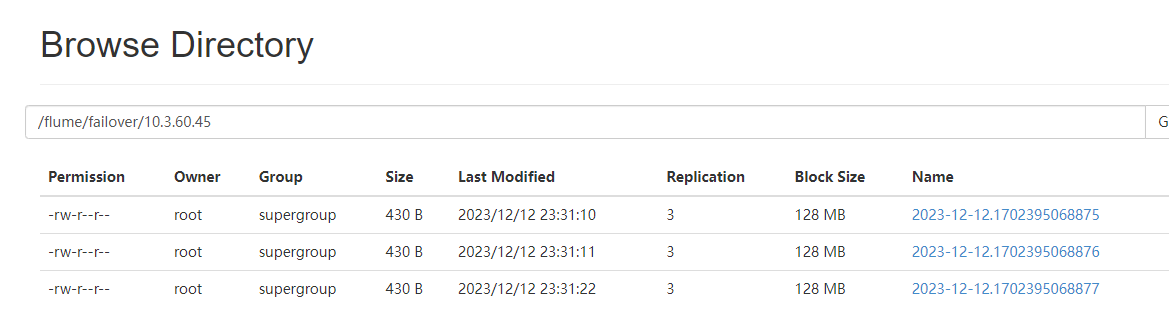 Browse Directory
/flume/failover/10.3.60.45 G
Permission Owner Group Size Last Modified Replication Block Size Name
-rw-r--r-- root supergroup 430 B 2023/12/12 23:31:10 3 128 MB 2023-12-12.1702395068875
-rw-r--r-- root supergroup 430 B 2023/12/12 23:31:11 3 128 MB 2023-12-12.1702395068876
-rw-r--r-- root supergroup 430 B 2023/12/12 23:31:22 3 128 MB 2023-12-12.1702395068877